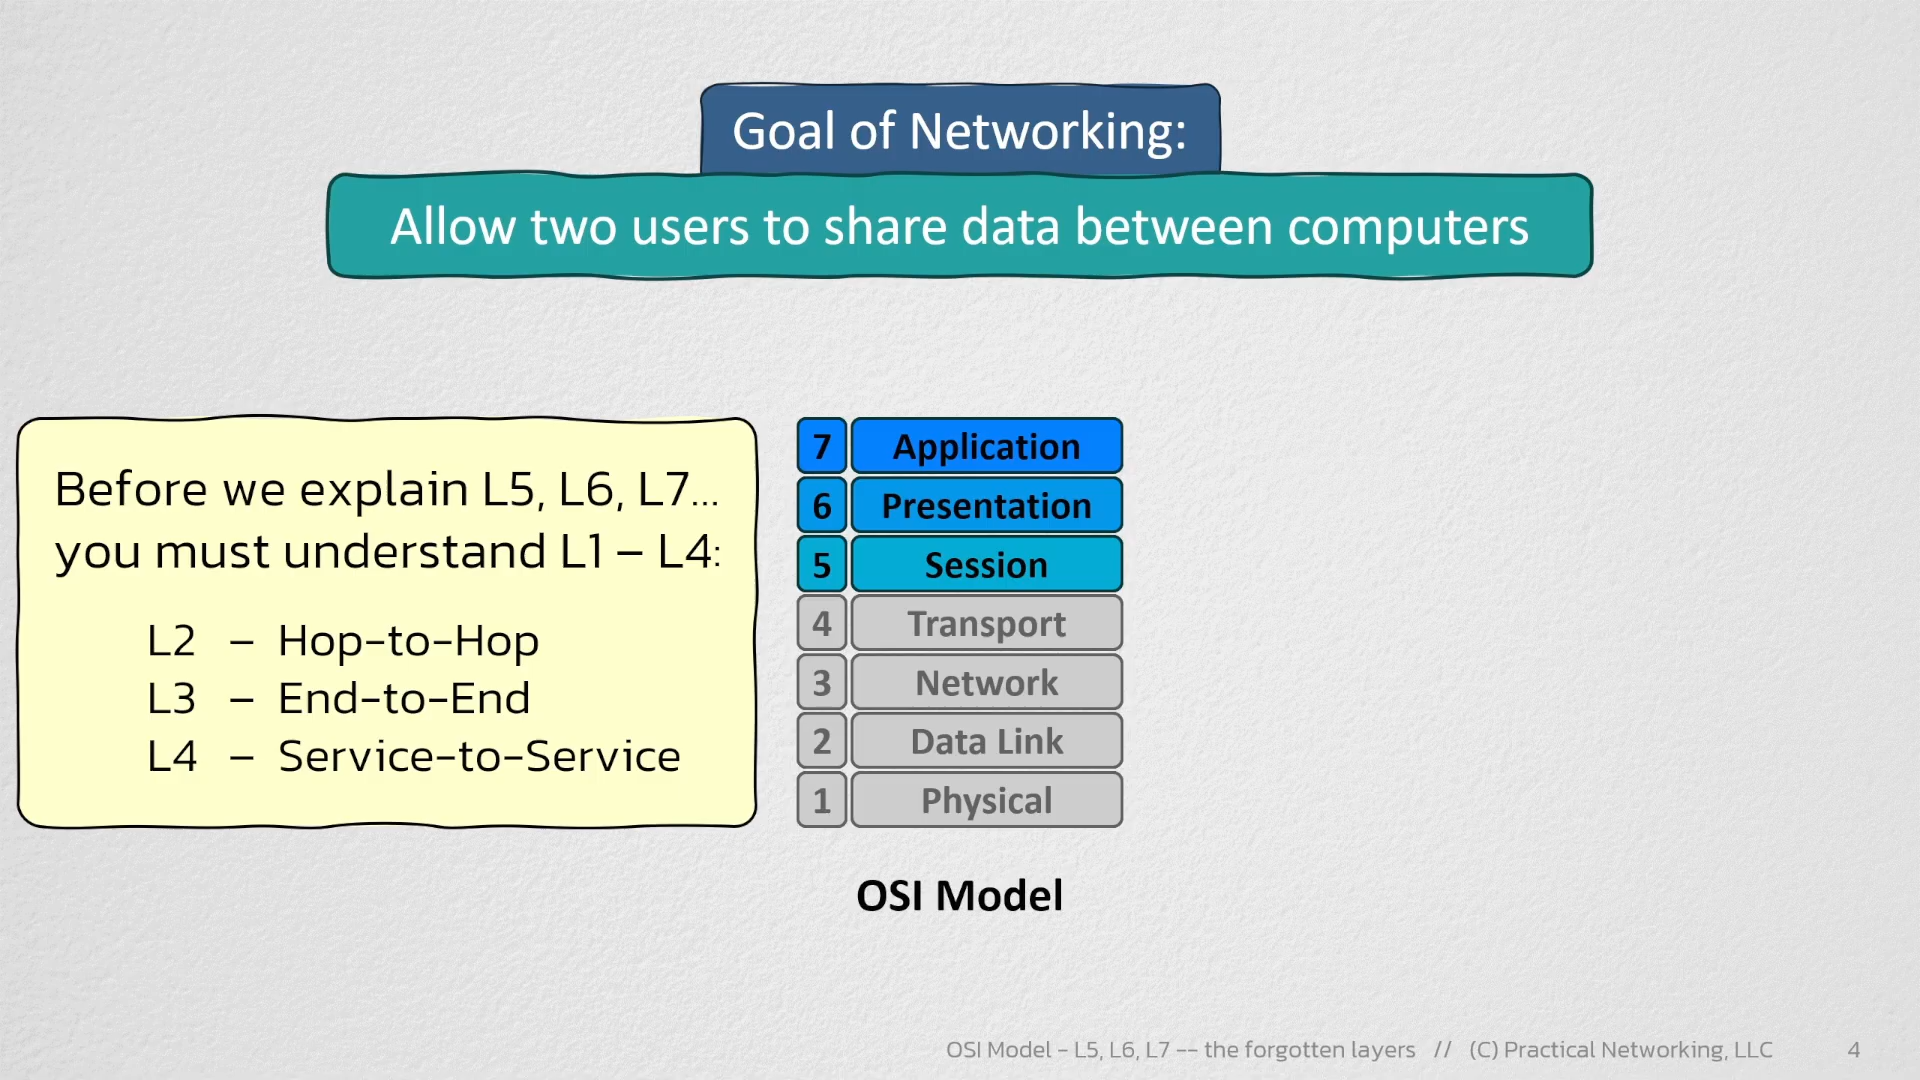 Goal of Networking:
Allow two users to share data between computers
Before we explain L5, L6, L7...
you must understand L1 – L4:
L2 – Hop-to-Hop
L3 – End-to-End
L4 – Service-to-Service
7 Application
6 Presentation
5 Session
4 Transport
3 Network
2 Data Link
1 Physical
OSI Model
OSI Model - L5, L6, L7 -- the forgotten layers // (C) Practical Networking, LLC 4